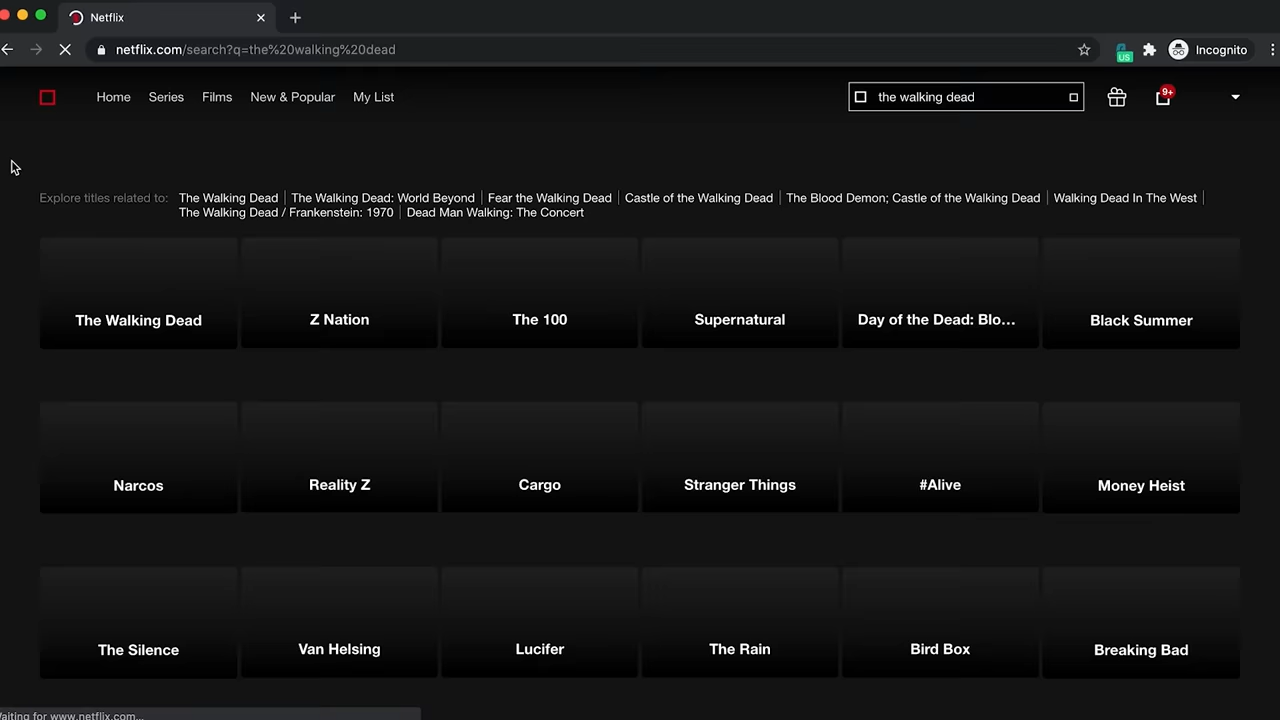 Netflix
netflix.com/search?q=the%20walking%20dead
US
Incognito
Home Series Films New & Popular My List
the walking dead
9+
Explore titles related to: The Walking Dead | The Walking Dead: World Beyond | Fear the Walking Dead | Castle of the Walking Dead | The Blood Demon; Castle of the Walking Dead | Walking Dead In The West |
The Walking Dead / Frankenstein: 1970 | Dead Man Walking: The Concert
The Walking Dead Z Nation The 100 Supernatural Day of the Dead: Blo... Black Summer
Narcos Reality Z Cargo Stranger Things #Alive Money Heist
The Silence Van Helsing Lucifer The Rain Bird Box Breaking Bad
Waiting for www.netflix.com...